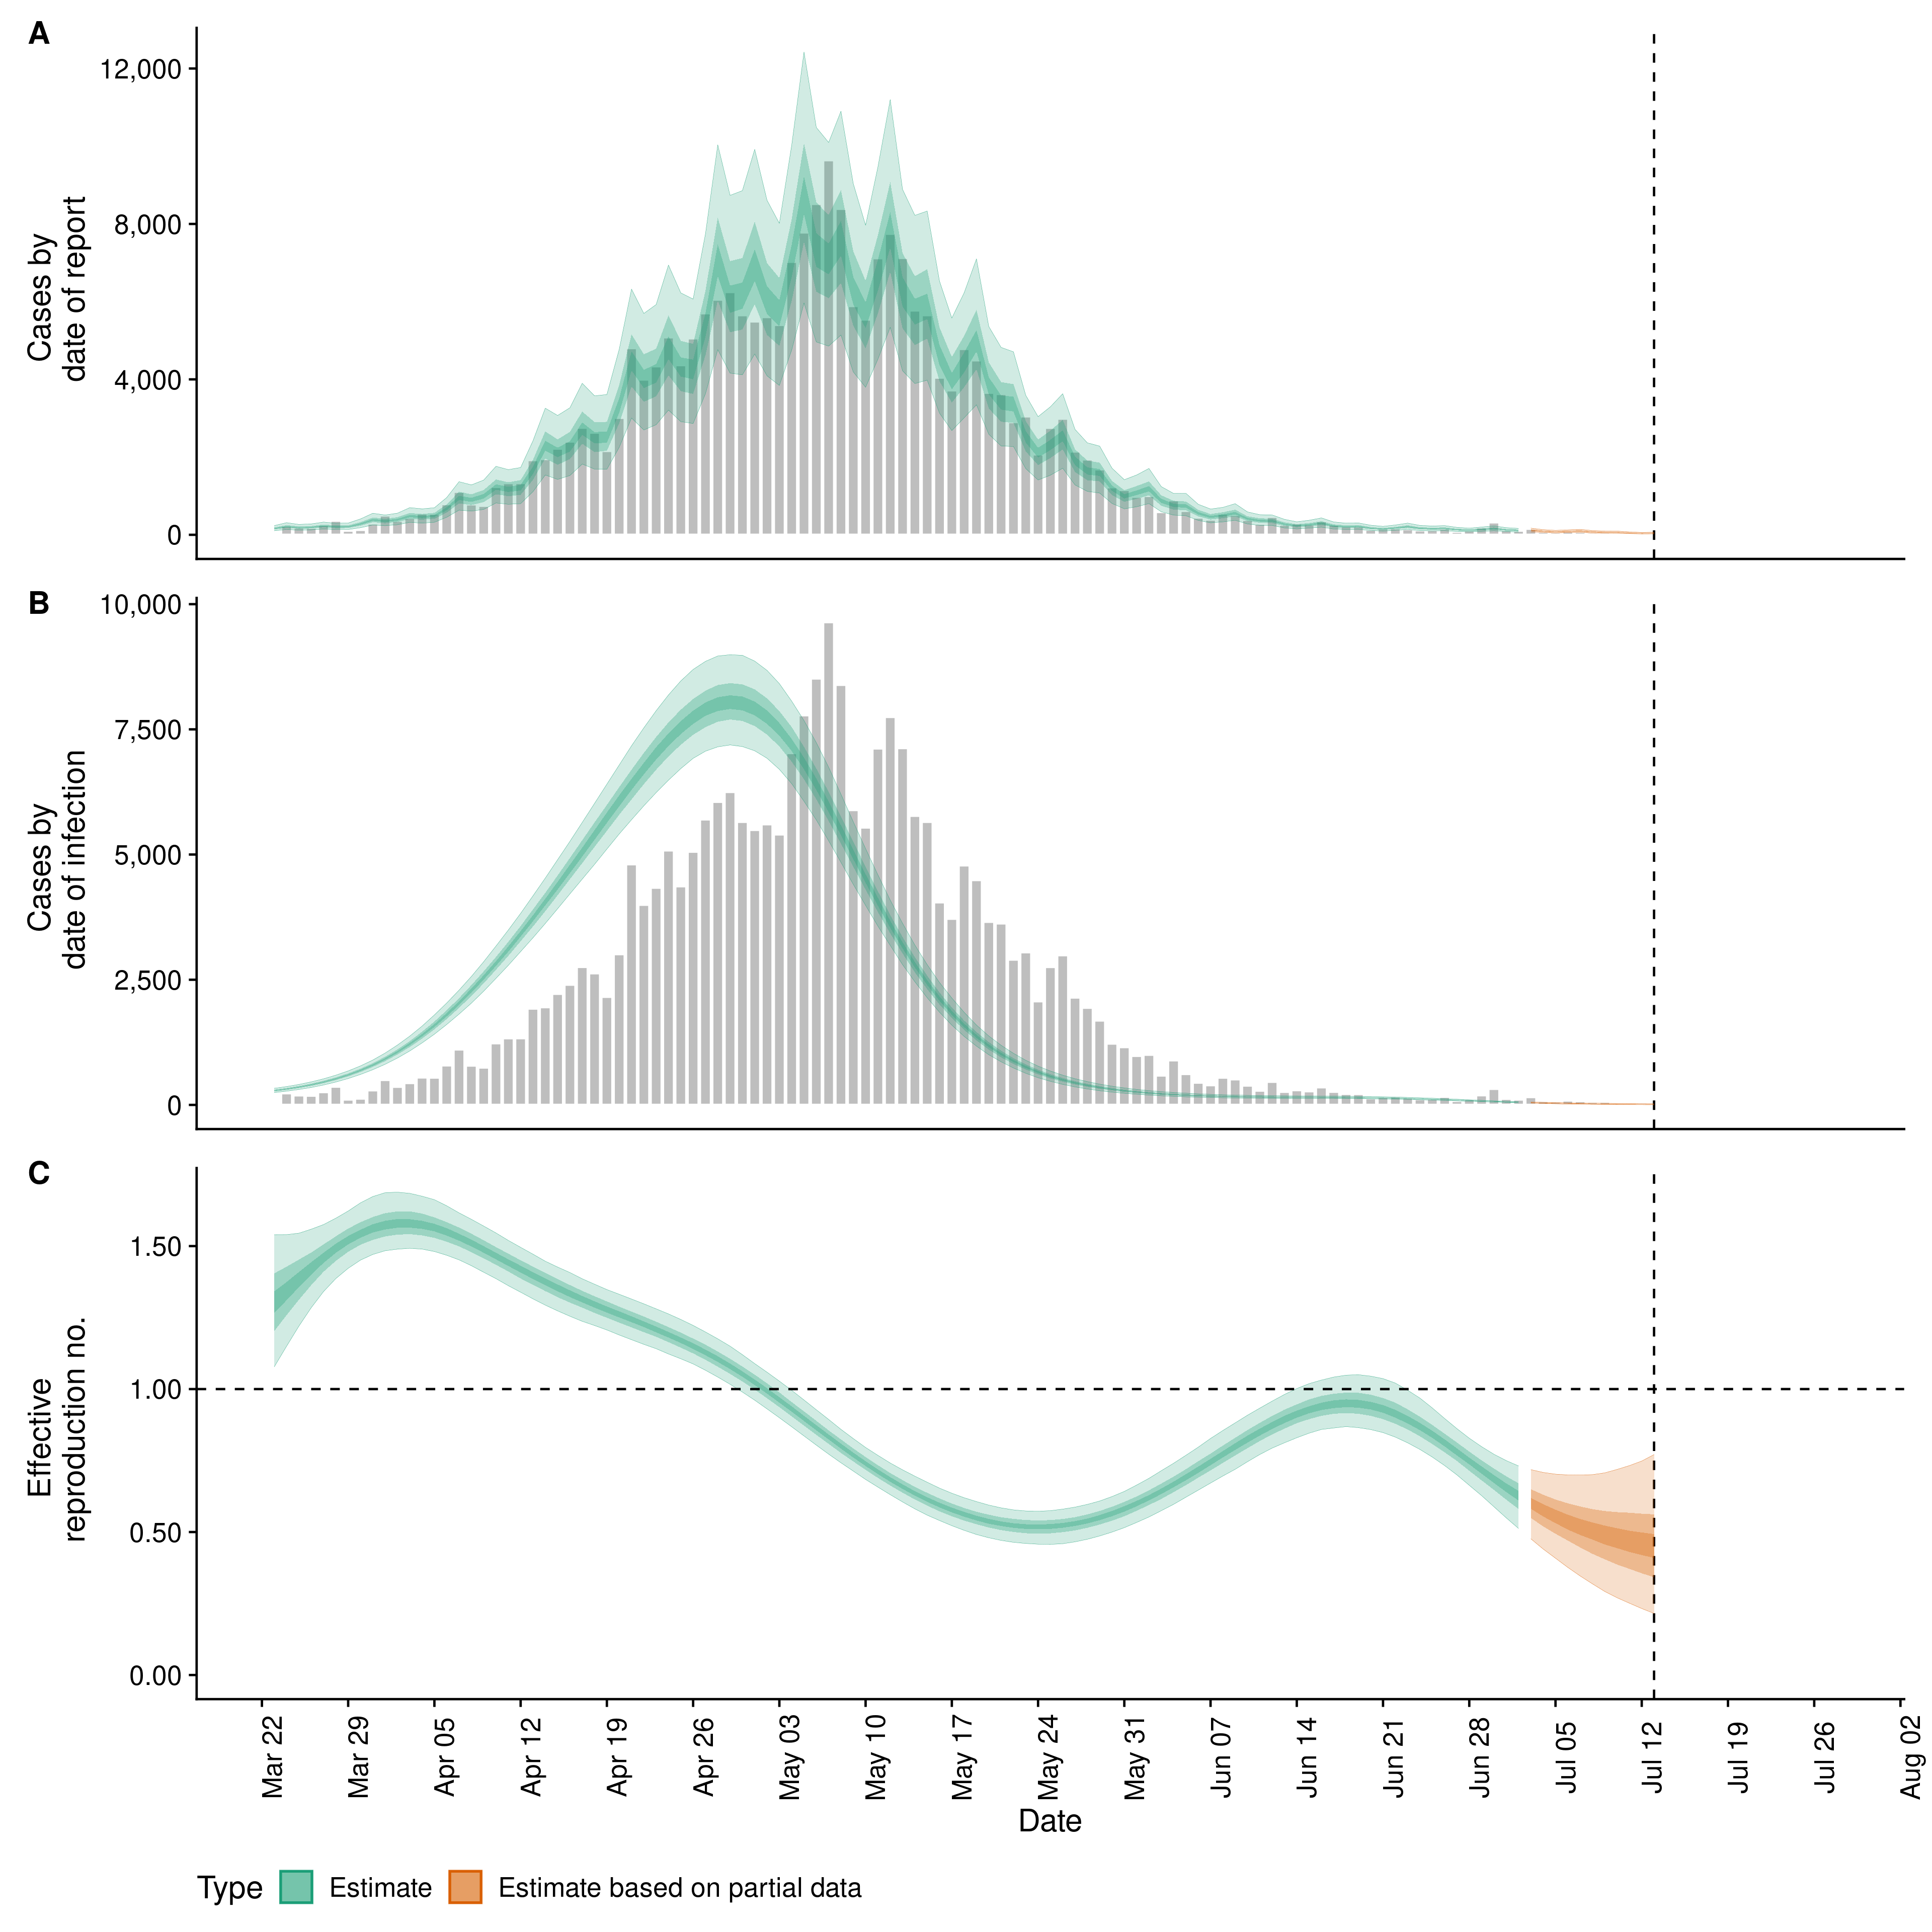 A
12,000
8,000
4,000
0
Cases by
date of report
B
10,000
7,500
5,000
2,500
0
Cases by
date of infection
C
1.50
1.00
0.50
0.00
Effective
reproduction no.
Mar 22
Mar 29
Apr 05
Apr 12
Apr 19
Apr 26
May 03
May 10
May 17
May 24
May 31
Jun 07
Jun 14
Jun 21
Jun 28
Jul 05
Jul 12
Jul 19
Jul 26
Aug 02
Date
Type Estimate Estimate based on partial data